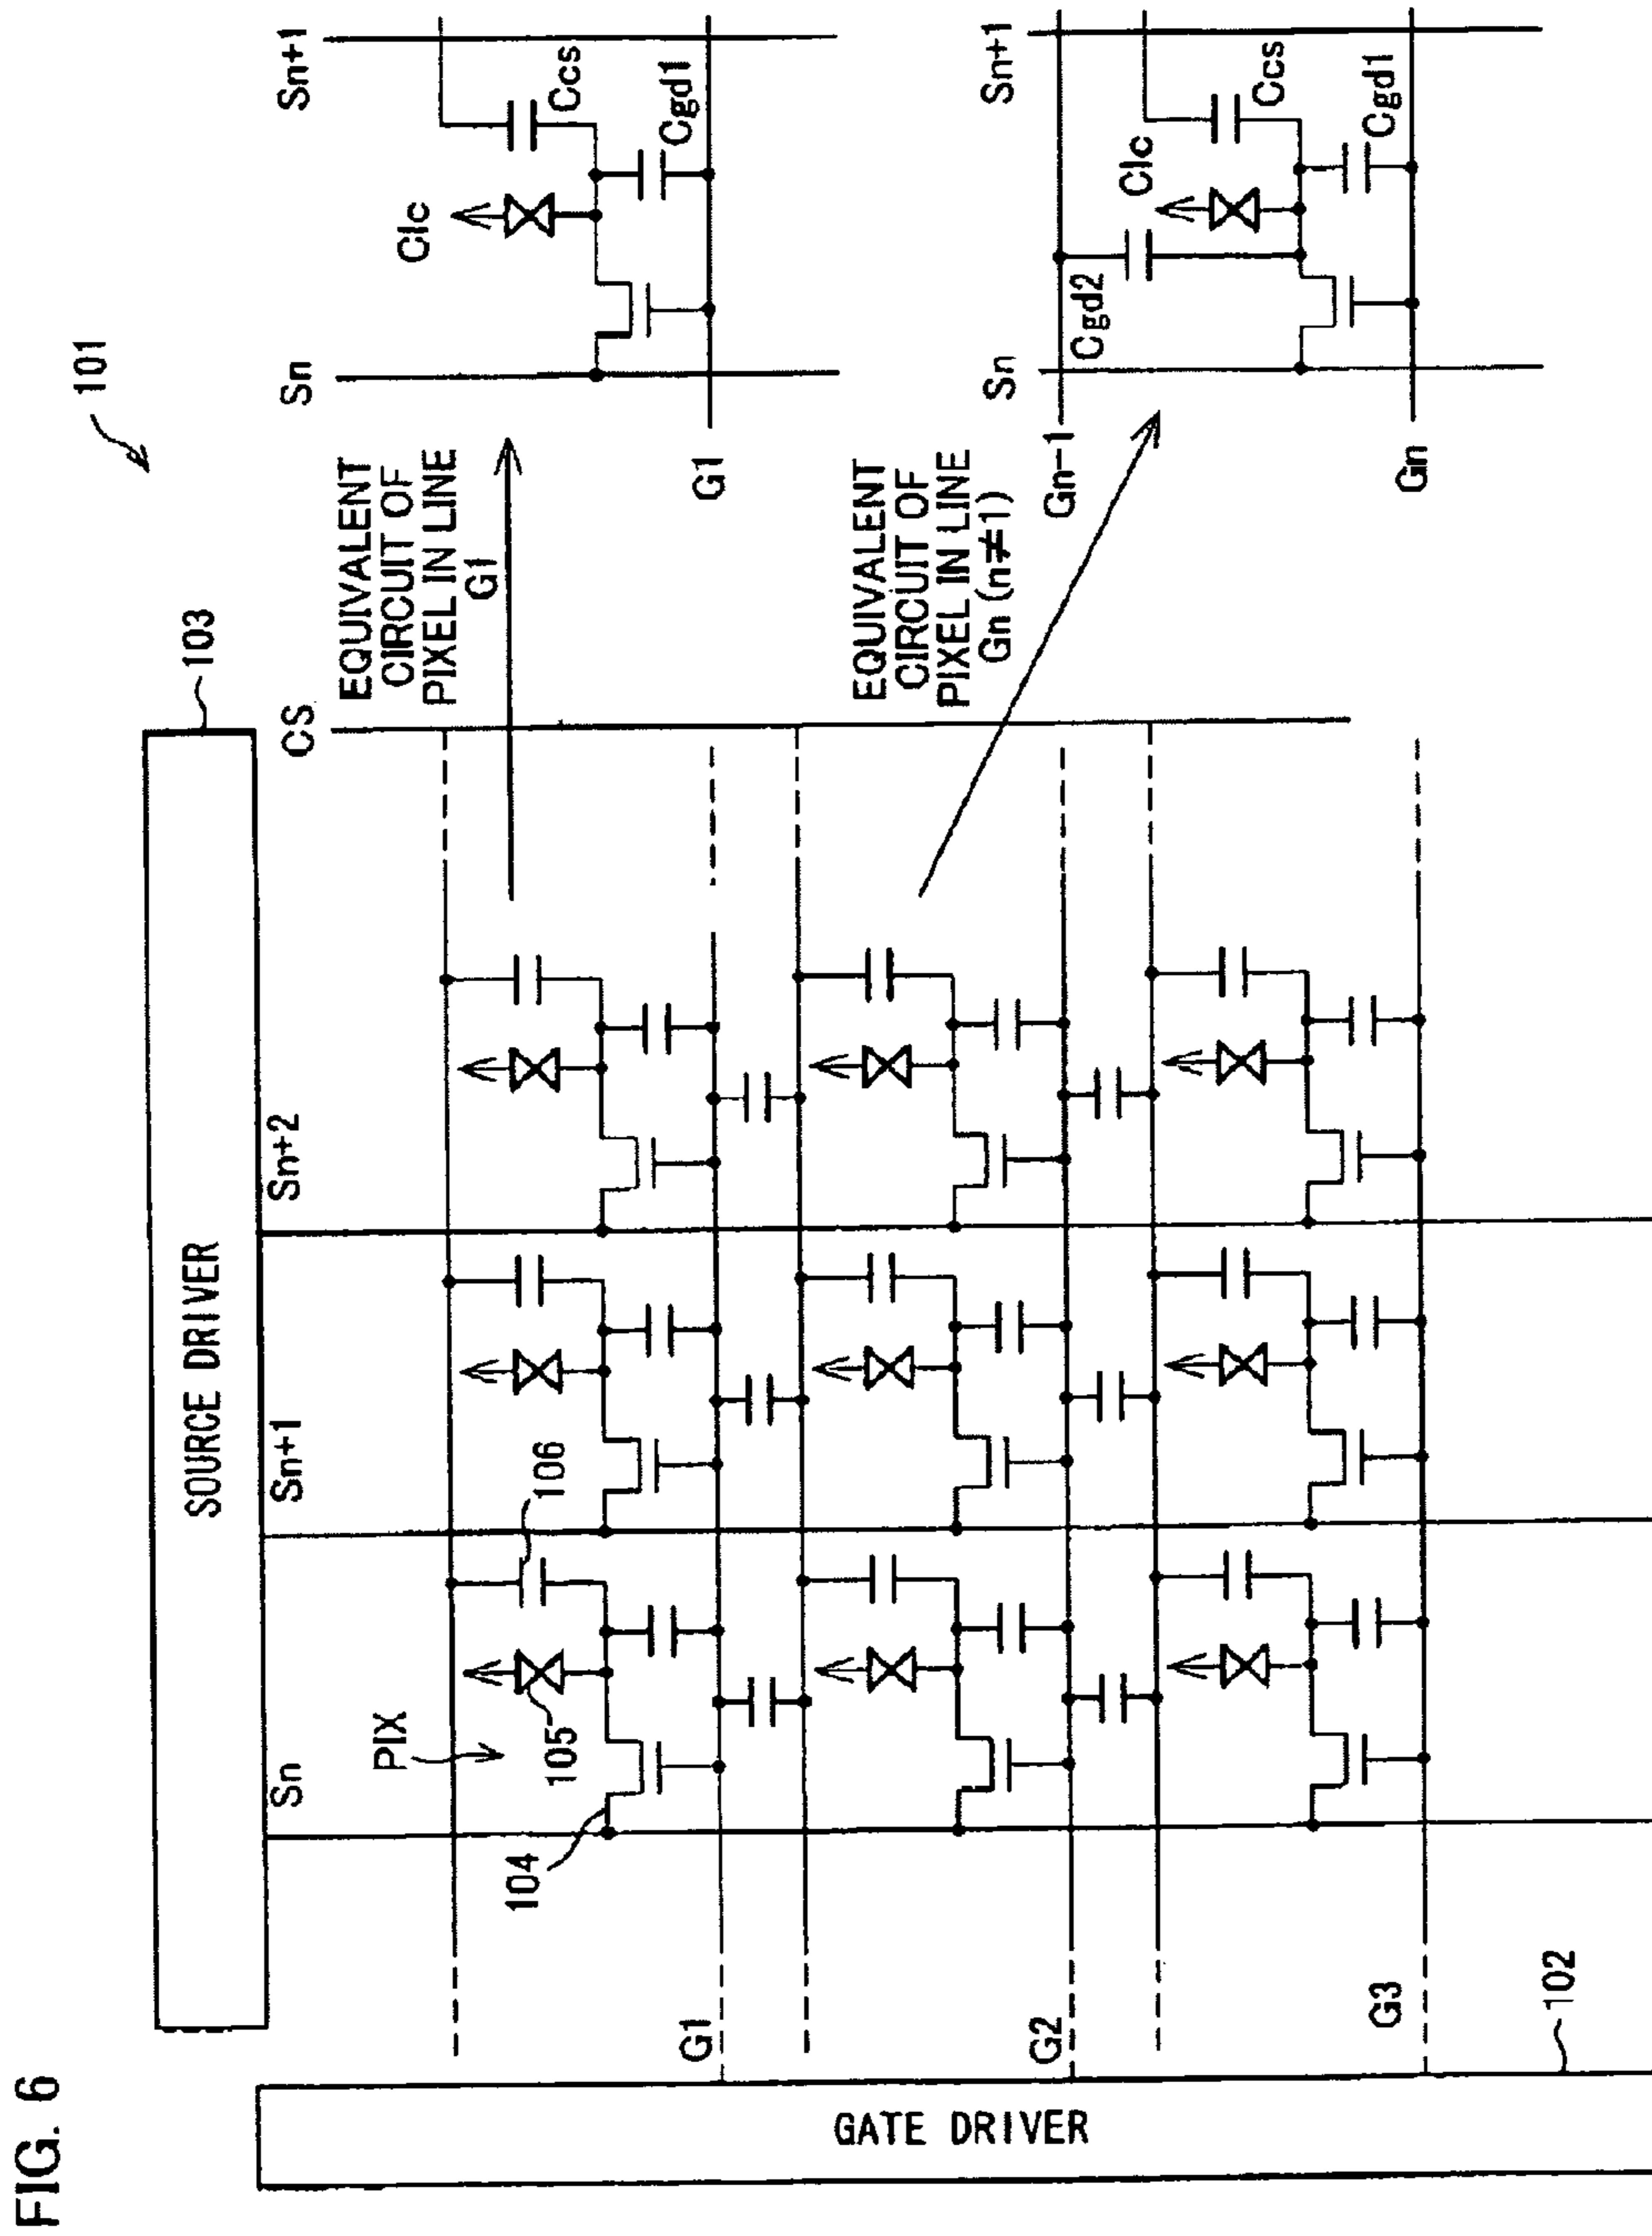 FIG. 6
101
SOURCE DRIVER
103
Sn
Sn+1
Sn+2
CS
PIX
104
105
106
G1
G2
G3
GATE DRIVER
102
EQUIVALENT
CIRCUIT OF
PIXEL IN LINE
G1
Sn
Sn+1
Clc
Ccs
Cgd1
G1
EQUIVALENT
CIRCUIT OF
PIXEL IN LINE
Gn (n≠1)
Sn
Sn+1
Gn-1
Cgd2
Clc
Ccs
Cgd1
Gn